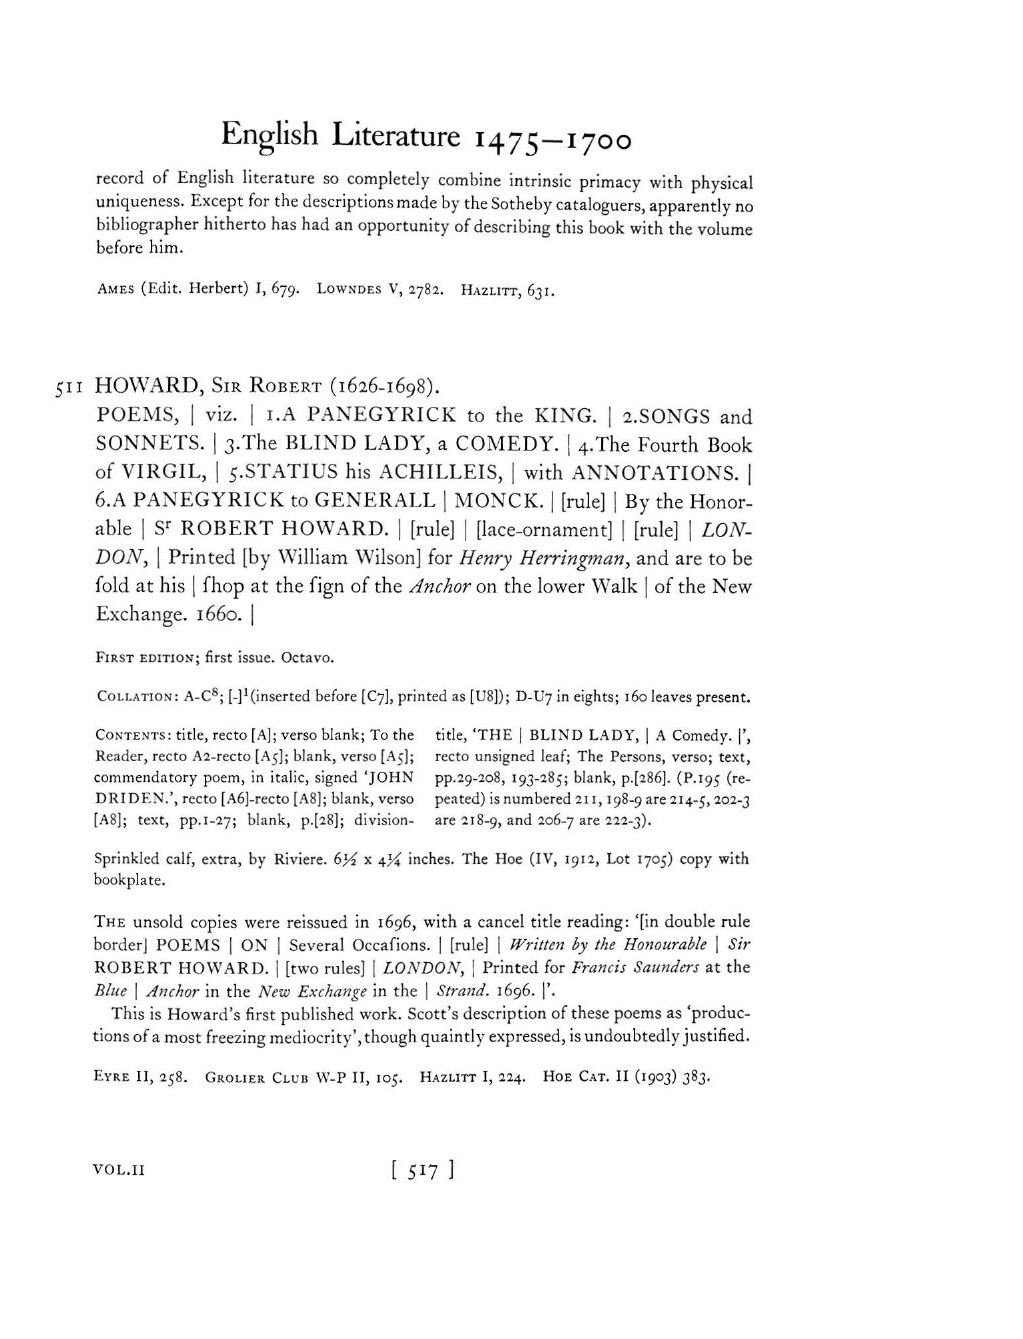 English Literature 1475–1700
record of English literature so completely combine intrinsic primacy with physical
uniqueness. Except for the descriptions made by the Sotheby cataloguers, apparently no
bibliographer hitherto has had an opportunity of describing this book with the volume
before him.
AMES (Edit. Herbert) I, 679. LOWNDES V, 2782. HAZLITT, 631.
511 HOWARD, SIR ROBERT (1626-1698).
POEMS, | viz. | 1.A PANEGYRICK to the KING. | 2.SONGS and
SONNETS. | 3.The BLIND LADY, a COMEDY. | 4.The Fourth Book
of VIRGIL, | 5.STATIUS his ACHILLEIS, | with ANNOTATIONS. |
6.A PANEGYRICK to GENERALL | MONCK. | [rule] | By the Honor-
able | Sʳ ROBERT HOWARD. | [rule] | [lace-ornament] | [rule] | LON-
DON, | Printed [by William Wilson] for Henry Herringman, and are to be
ſold at his | ſhop at the ſign of the Anchor on the lower Walk | of the New
Exchange. 1660. |
FIRST EDITION; first issue. Octavo.
COLLATION: A-C⁸; [-]¹(inserted before [C7], printed as [U8]); D-U7 in eights; 160 leaves present.
CONTENTS: title, recto [A]; verso blank; To the
Reader, recto A2-recto [A5]; blank, verso [A5];
commendatory poem, in italic, signed ‘JOHN
DRIDEN.’, recto [A6]-recto [A8]; blank, verso
[A8]; text, pp.1-27; blank, p.[28]; division-
title, ‘THE | BLIND LADY, | A Comedy. |’,
recto unsigned leaf; The Persons, verso; text,
pp.29-208, 193-285; blank, p.[286]. (P.195 (re-
peated) is numbered 211, 198-9 are 214-5, 202-3
are 218-9, and 206-7 are 222-3).
Sprinkled calf, extra, by Riviere. 6½ x 4¼ inches. The Hoe (IV, 1912, Lot 1705) copy with
bookplate.
THE unsold copies were reissued in 1696, with a cancel title reading: ‘[in double rule
border] POEMS | ON | Several Occaſions. | [rule] | Written by the Honourable | Sir
ROBERT HOWARD. | [two rules] | LONDON, | Printed for Francis Saunders at the
Blue | Anchor in the New Exchange in the | Strand. 1696. |’.
This is Howard’s first published work. Scott’s description of these poems as ‘produc-
tions of a most freezing mediocrity’, though quaintly expressed, is undoubtedly justified.
EYRE II, 258. GROLIER CLUB W-P II, 105. HAZLITT I, 224. HOE CAT. II (1903) 383.
VOL.II [ 517 ]